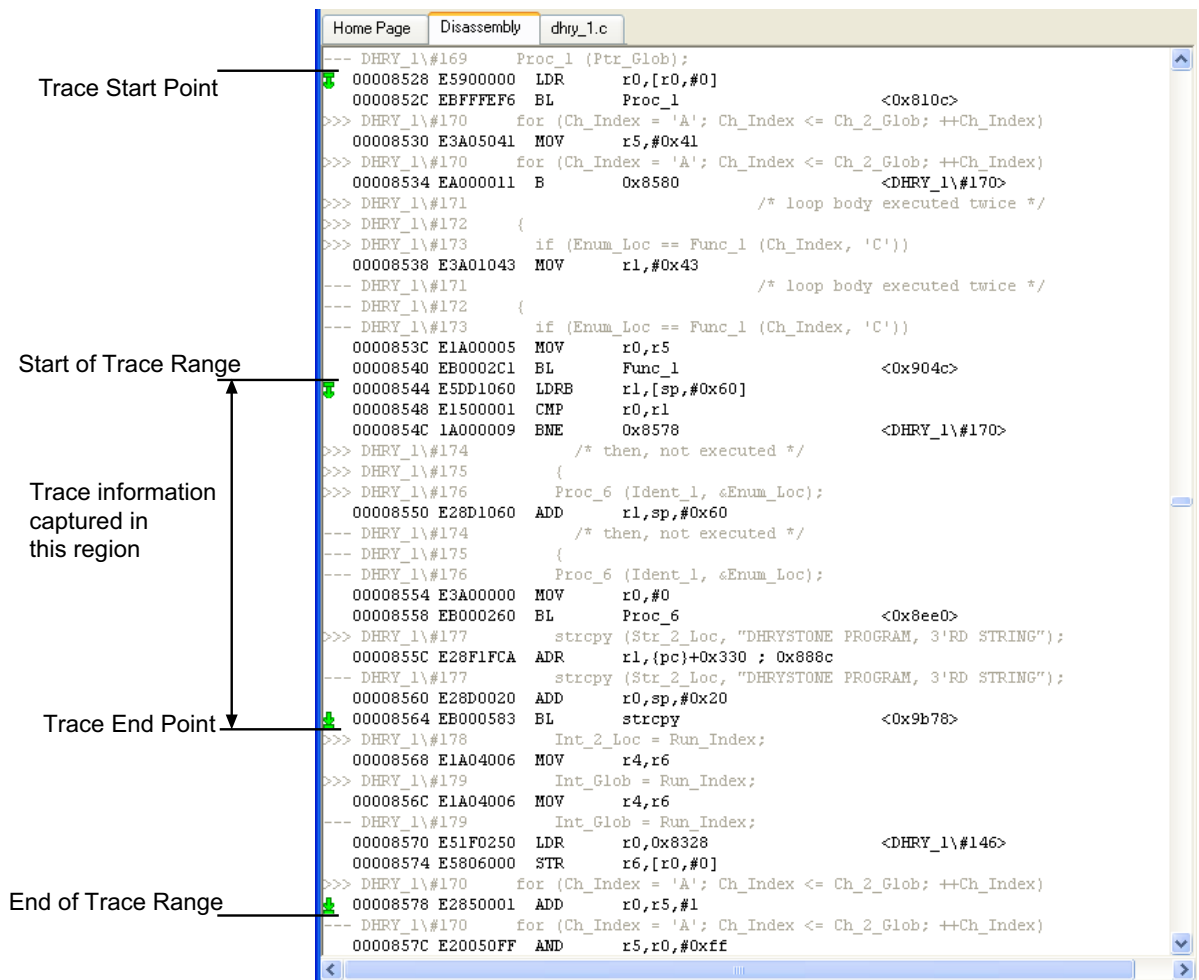 Home Page Disassembly dhry_1.c
--- DHRY_1\#169 Proc_1 (Ptr_Glob);
Trace Start Point
00008528 E5900000 LDR r0,[r0,#0]
0000852C EBFFFEF6 BL Proc_1 <0x810c>
>>> DHRY_1\#170 for (Ch_Index = 'A'; Ch_Index <= Ch_2_Glob; ++Ch_Index)
00008530 E3A05041 MOV r5,#0x41
>>> DHRY_1\#170 for (Ch_Index = 'A'; Ch_Index <= Ch_2_Glob; ++Ch_Index)
00008534 EA000011 B 0x8580 <DHRY_1\#170>
>>> DHRY_1\#171 /* loop body executed twice */
>>> DHRY_1\#172 {
>>> DHRY_1\#173 if (Enum_Loc == Func_1 (Ch_Index, 'C'))
00008538 E3A01043 MOV r1,#0x43
--- DHRY_1\#171 /* loop body executed twice */
--- DHRY_1\#172 {
--- DHRY_1\#173 if (Enum_Loc == Func_1 (Ch_Index, 'C'))
0000853C E1A00005 MOV r0,r5
Start of Trace Range
00008540 EB0002C1 BL Func_1 <0x904c>
00008544 E5DD1060 LDRB r1,[sp,#0x60]
00008548 E1500001 CMP r0,r1
0000854C 1A000009 BNE 0x8578 <DHRY_1\#170>
>>> DHRY_1\#174 /* then, not executed */
>>> DHRY_1\#175 {
>>> DHRY_1\#176 Proc_6 (Ident_1, &Enum_Loc);
Trace information
captured in
this region
00008550 E28D1060 ADD r1,sp,#0x60
--- DHRY_1\#174 /* then, not executed */
--- DHRY_1\#175 {
--- DHRY_1\#176 Proc_6 (Ident_1, &Enum_Loc);
00008554 E3A00000 MOV r0,#0
00008558 EB000260 BL Proc_6 <0x8ee0>
>>> DHRY_1\#177 strcpy (Str_2_Loc, "DHRYSTONE PROGRAM, 3'RD STRING");
0000855C E28F1FCA ADR r1,{pc}+0x330 ; 0x888c
--- DHRY_1\#177 strcpy (Str_2_Loc, "DHRYSTONE PROGRAM, 3'RD STRING");
00008560 E28D0020 ADD r0,sp,#0x20
Trace End Point
00008564 EB000583 BL strcpy <0x9b78>
>>> DHRY_1\#178 Int_2_Loc = Run_Index;
00008568 E1A04006 MOV r4,r6
>>> DHRY_1\#179 Int_Glob = Run_Index;
0000856C E1A04006 MOV r4,r6
--- DHRY_1\#179 Int_Glob = Run_Index;
00008570 E51F0250 LDR r0,0x8328 <DHRY_1\#146>
00008574 E5806000 STR r6,[r0,#0]
>>> DHRY_1\#170 for (Ch_Index = 'A'; Ch_Index <= Ch_2_Glob; ++Ch_Index)
End of Trace Range
00008578 E2850001 ADD r0,r5,#1
--- DHRY_1\#170 for (Ch_Index = 'A'; Ch_Index <= Ch_2_Glob; ++Ch_Index)
0000857C E20050FF AND r5,r0,#0xff